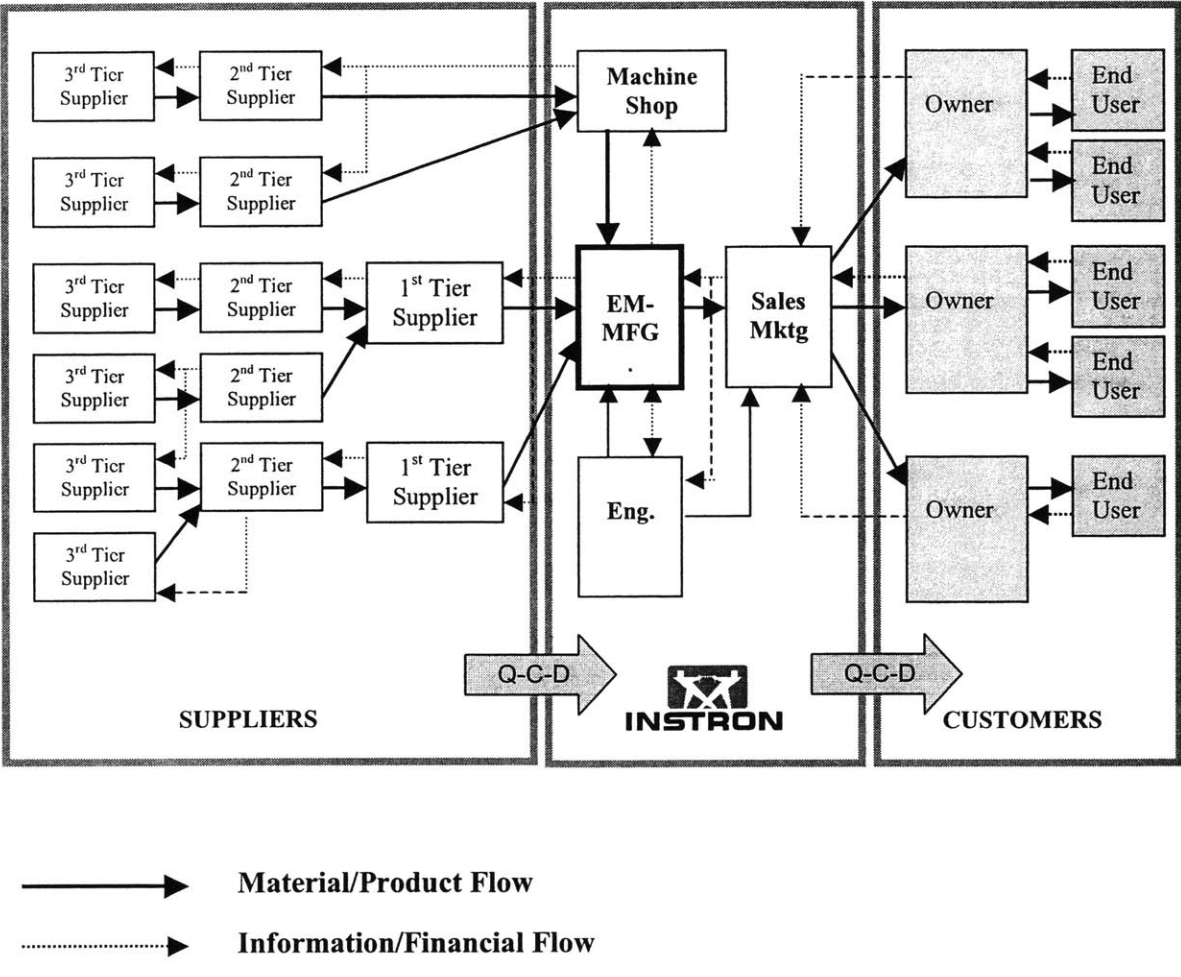 3rd Tier
Supplier
2nd Tier
Supplier
Machine
Shop
Owner
End
User
3rd Tier
Supplier
2nd Tier
Supplier
End
User
3rd Tier
Supplier
2nd Tier
Supplier
1st Tier
Supplier
EM-
MFG
.
Sales
Mktg
Owner
End
User
3rd Tier
Supplier
2nd Tier
Supplier
End
User
3rd Tier
Supplier
2nd Tier
Supplier
1st Tier
Supplier
Eng.
Owner
End
User
3rd Tier
Supplier
Q-C-D
Q-C-D
SUPPLIERS
INSTRON
CUSTOMERS
Material/Product Flow
Information/Financial Flow